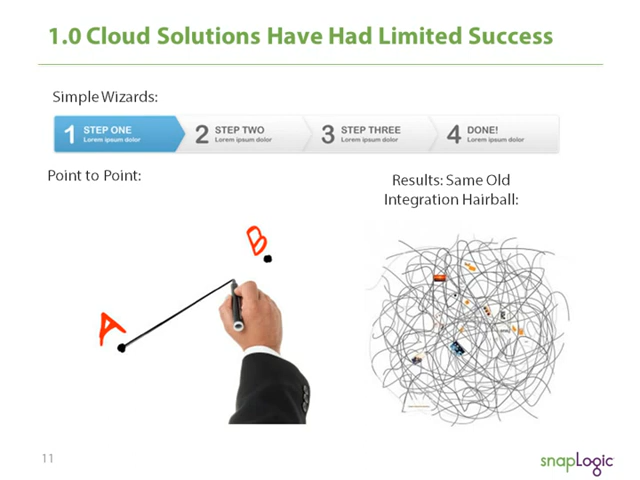 1.0 Cloud Solutions Have Had Limited Success
Simple Wizards:
1 STEP ONE
Lorem ipsum dolor
2 STEP TWO
Lorem ipsum dolor
3 STEP THREE
Lorem ipsum dolor
4 DONE!
Lorem ipsum dolor
Point to Point:
Results: Same Old
Integration Hairball:
B
A
11
snapLogic